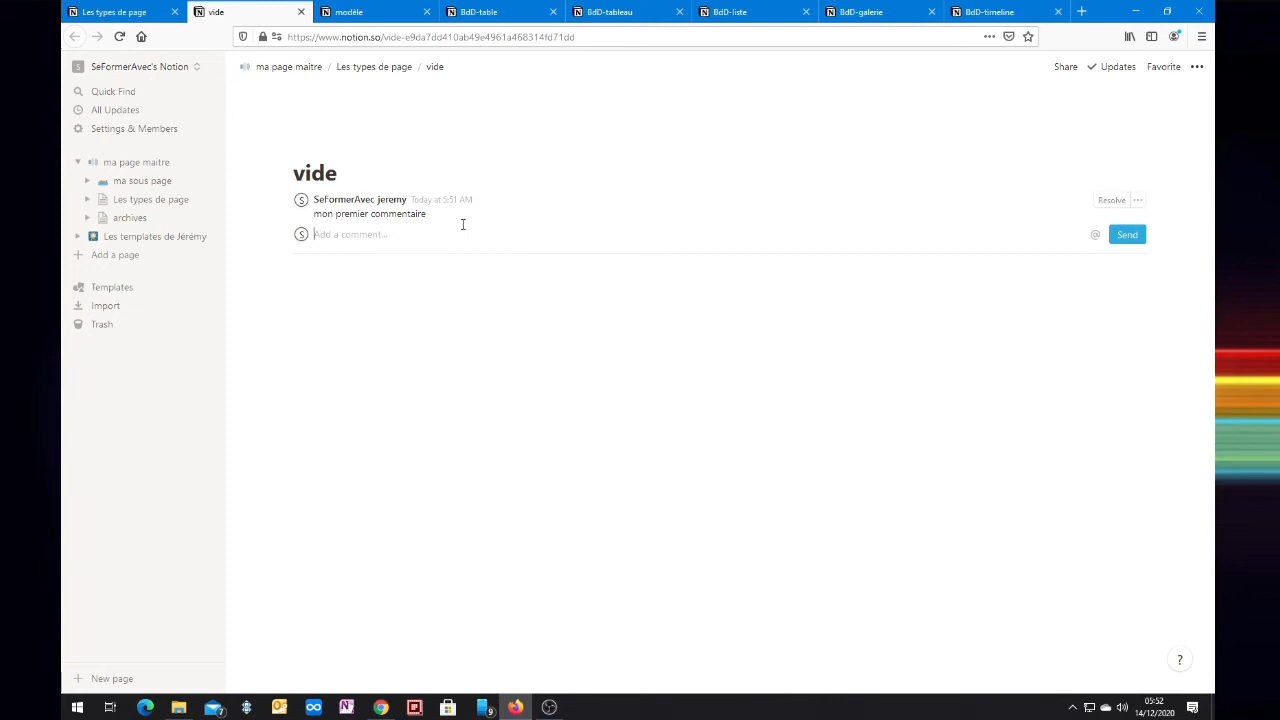 Les types de page
vide
modèle
BdD-table
BdD-tableau
BdD-liste
BdD-galerie
BdD-timeline
https://www.notion.so/vide-e9da7dd410ab49e4961a468314fd71dd
S SeFormerAvec's Notion
ma page maitre / Les types de page / vide
Share
Updates
Favorite
Quick Find
All Updates
Settings & Members
ma page maitre
ma sous page
Les types de page
archives
Les templates de Jérémy
Add a page
Templates
Import
Trash
New page
vide
S SeFormerAvec jeremy Today at 5:51 AM
Resolve
mon premier commentaire
S Add a comment...
@ Send
?
7
9
05:52
14/12/2020